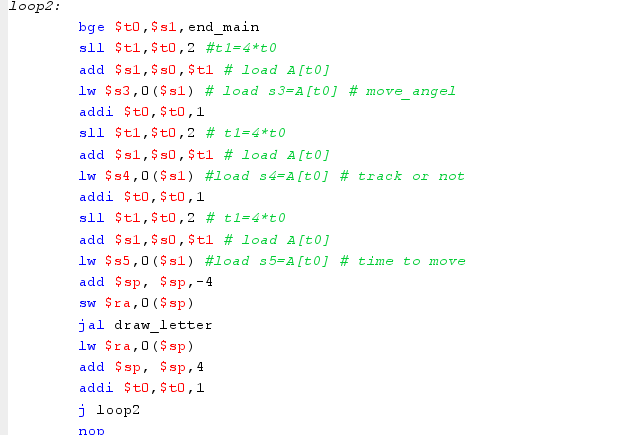 loop2:
bge $t0,$s1,end_main
sll $t1,$t0,2 #t1=4*t0
add $s1,$s0,$t1 # load A[t0]
lw $s3,0($s1) # load s3=A[t0] # move_angel
addi $t0,$t0,1
sll $t1,$t0,2 # t1=4*t0
add $s1,$s0,$t1 # load A[t0]
lw $s4,0($s1) #load s4=A[t0] # track or not
addi $t0,$t0,1
sll $t1,$t0,2 # t1=4*t0
add $s1,$s0,$t1 # load A[t0]
lw $s5,0($s1) #load s5=A[t0] # time to move
add $sp, $sp,-4
sw $ra,0($sp)
jal draw_letter
lw $ra,0($sp)
add $sp, $sp,4
addi $t0,$t0,1
j loop2
nop